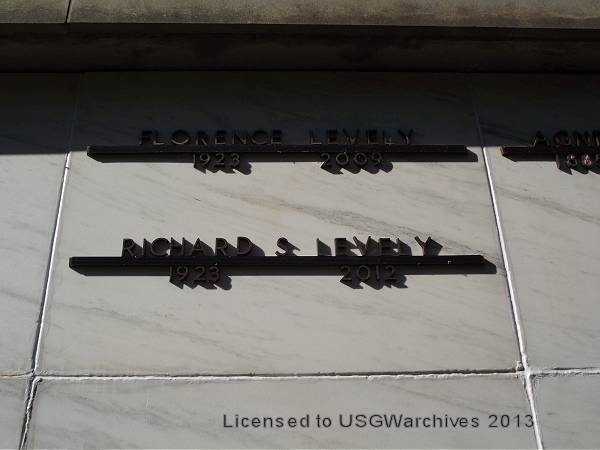 FLORENCE LEVELY
1923 2009
RICHARD S LEVELY
1923 2012
Licensed to USGWarchives 2013